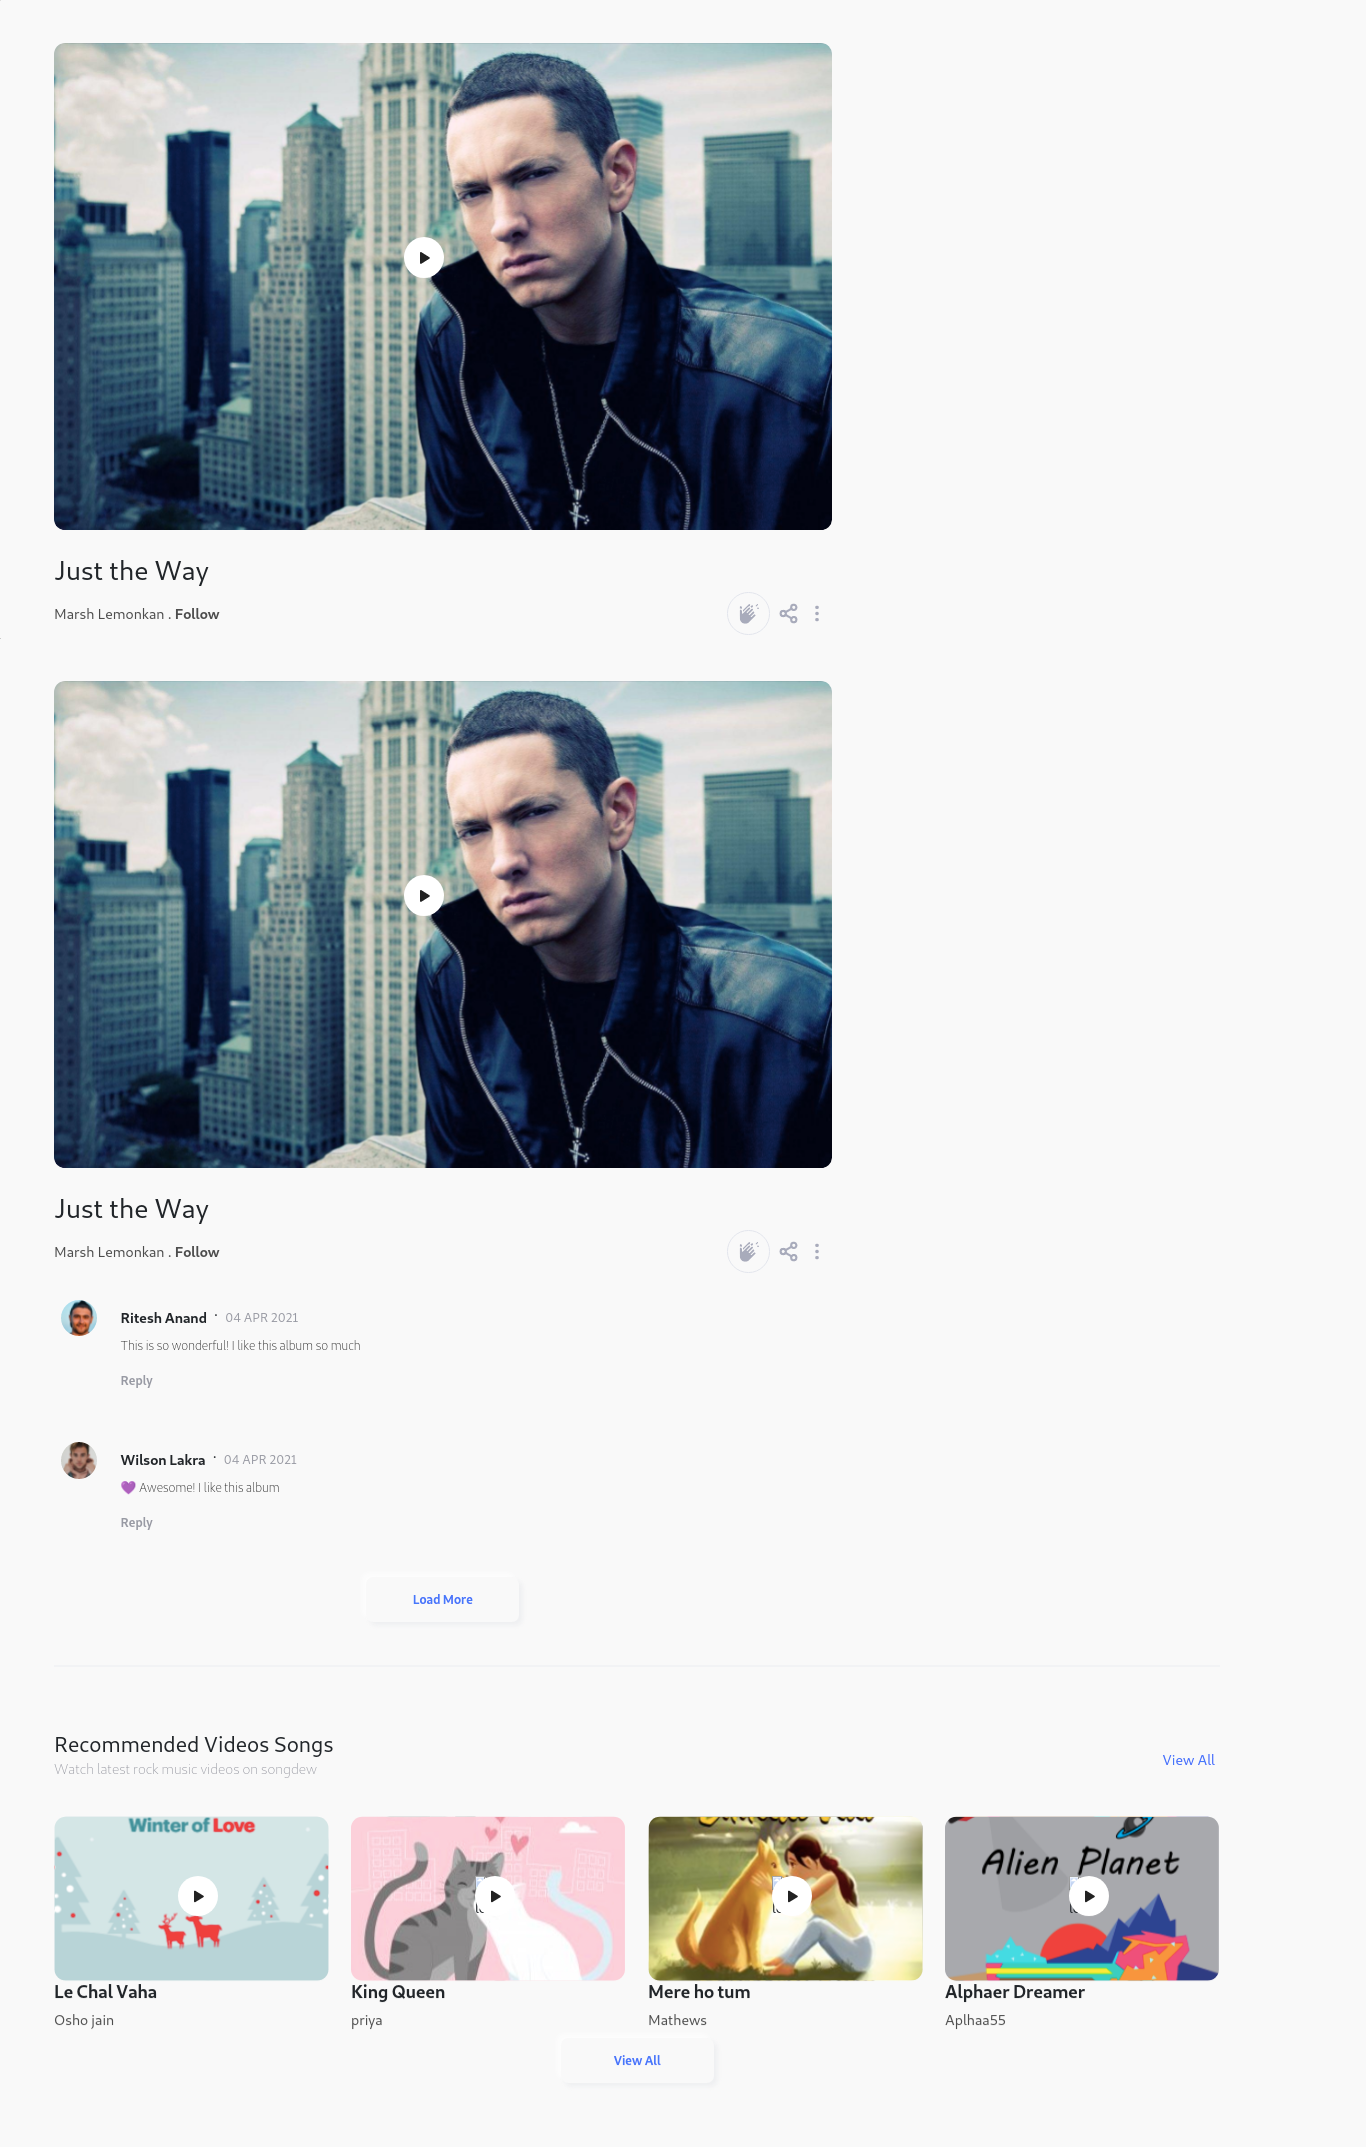 Just the Way
Marsh Lemonkan . Follow
Just the Way
Marsh Lemonkan . Follow
Ritesh Anand · 04 APR 2021
This is so wonderful! I like this album so much
Reply
Wilson Lakra · 04 APR 2021
💜 Awesome! I like this album
Reply
Load More
Recommended Videos Songs
Watch latest rock music videos on songdew
View All
Winter of Love
Alien Planet
Le Chal Vaha
King Queen
Mere ho tum
Alphaer Dreamer
Osho jain
priya
Mathews
Aplhaa55
View All